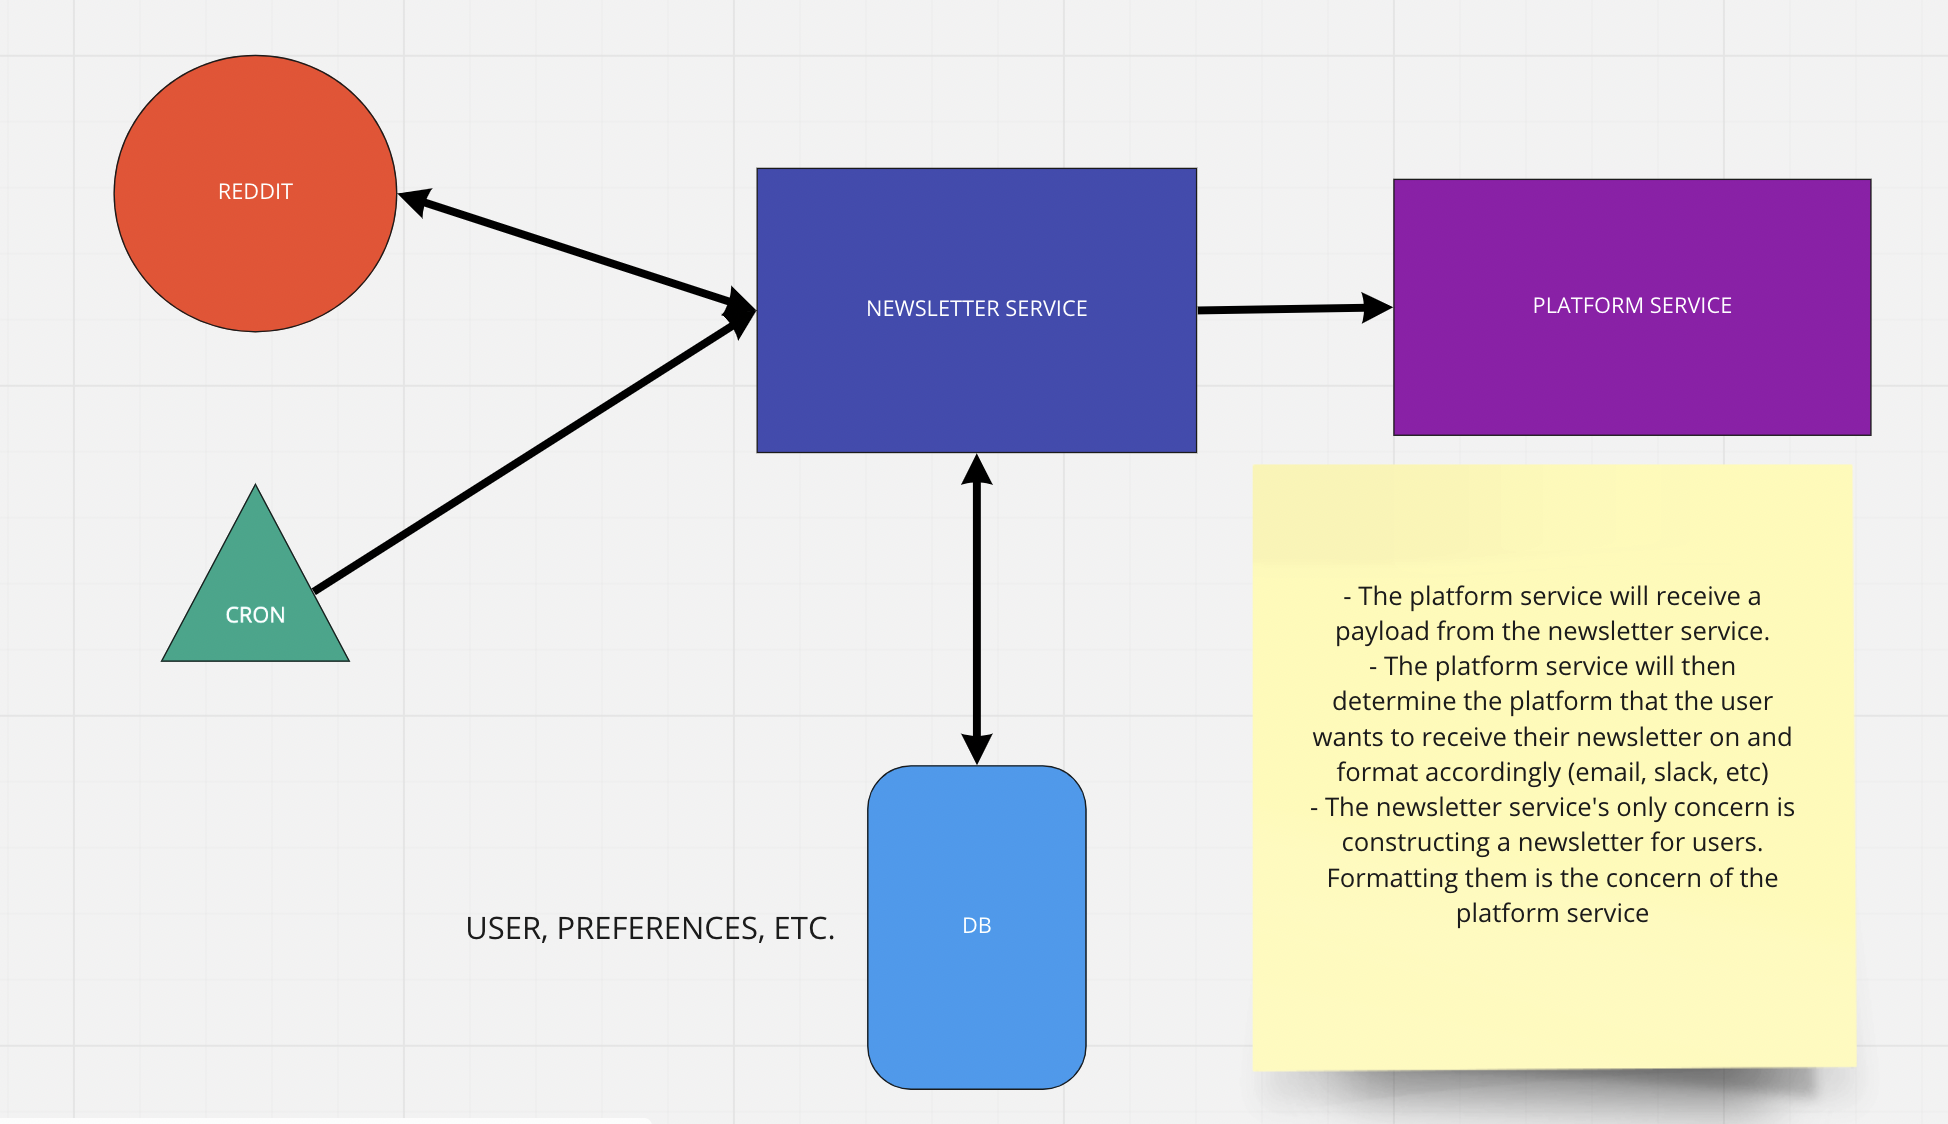 REDDIT
NEWSLETTER SERVICE
PLATFORM SERVICE
CRON
- The platform service will receive a
payload from the newsletter service.
- The platform service will then
determine the platform that the user
wants to receive their newsletter on and
format accordingly (email, slack, etc)
- The newsletter service's only concern is
constructing a newsletter for users.
Formatting them is the concern of the
platform service
USER, PREFERENCES, ETC.
DB